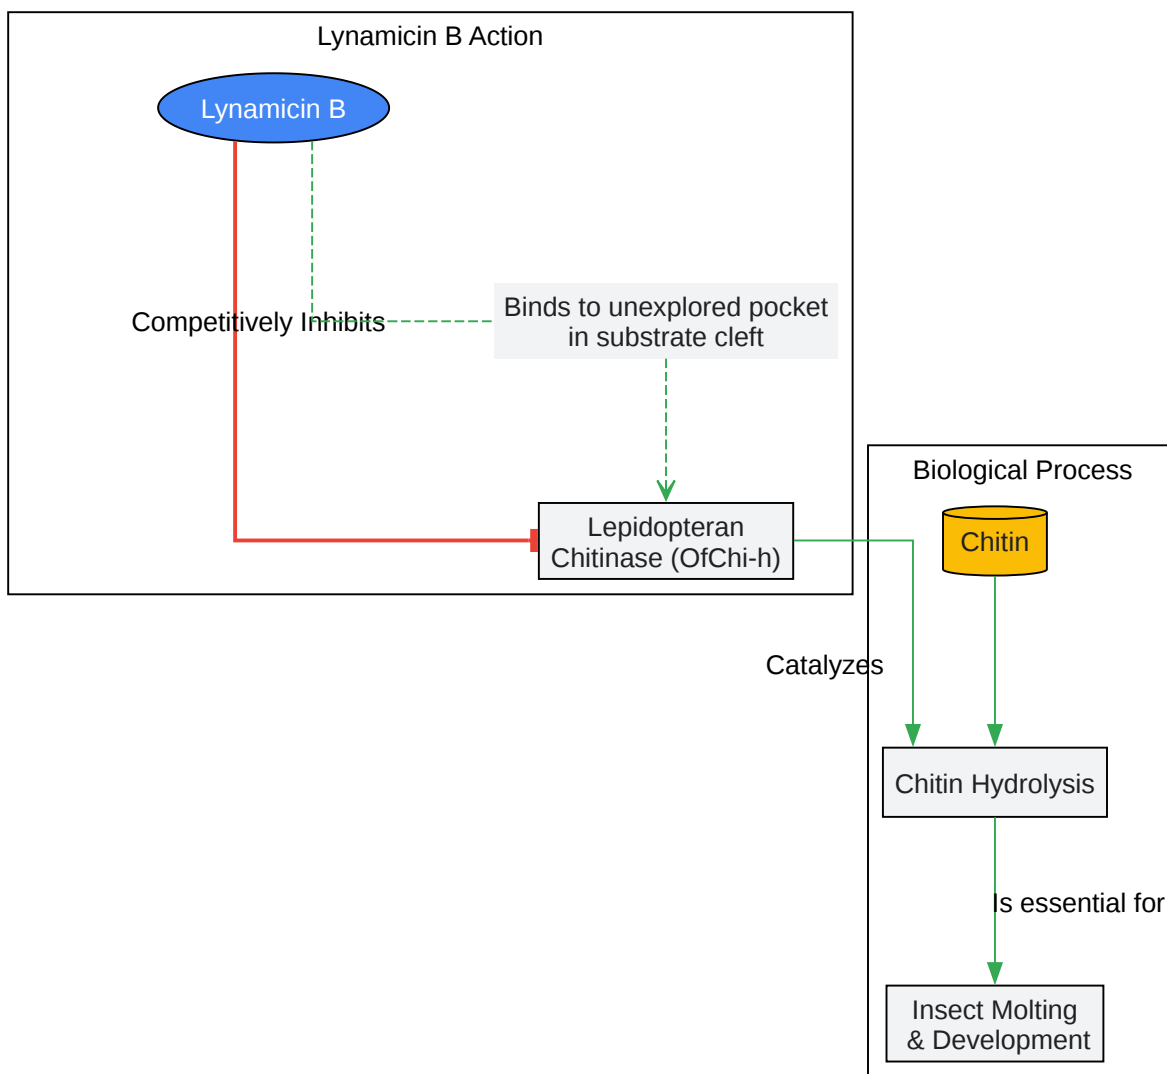 Lynamicin B Action
Lynamicin B
Competitively Inhibits
Binds to unexplored pocket
in substrate cleft
Lepidopteran
Chitinase (OfChi-h)
Biological Process
Chitin
Catalyzes
Chitin Hydrolysis
Is essential for
Insect Molting
& Development